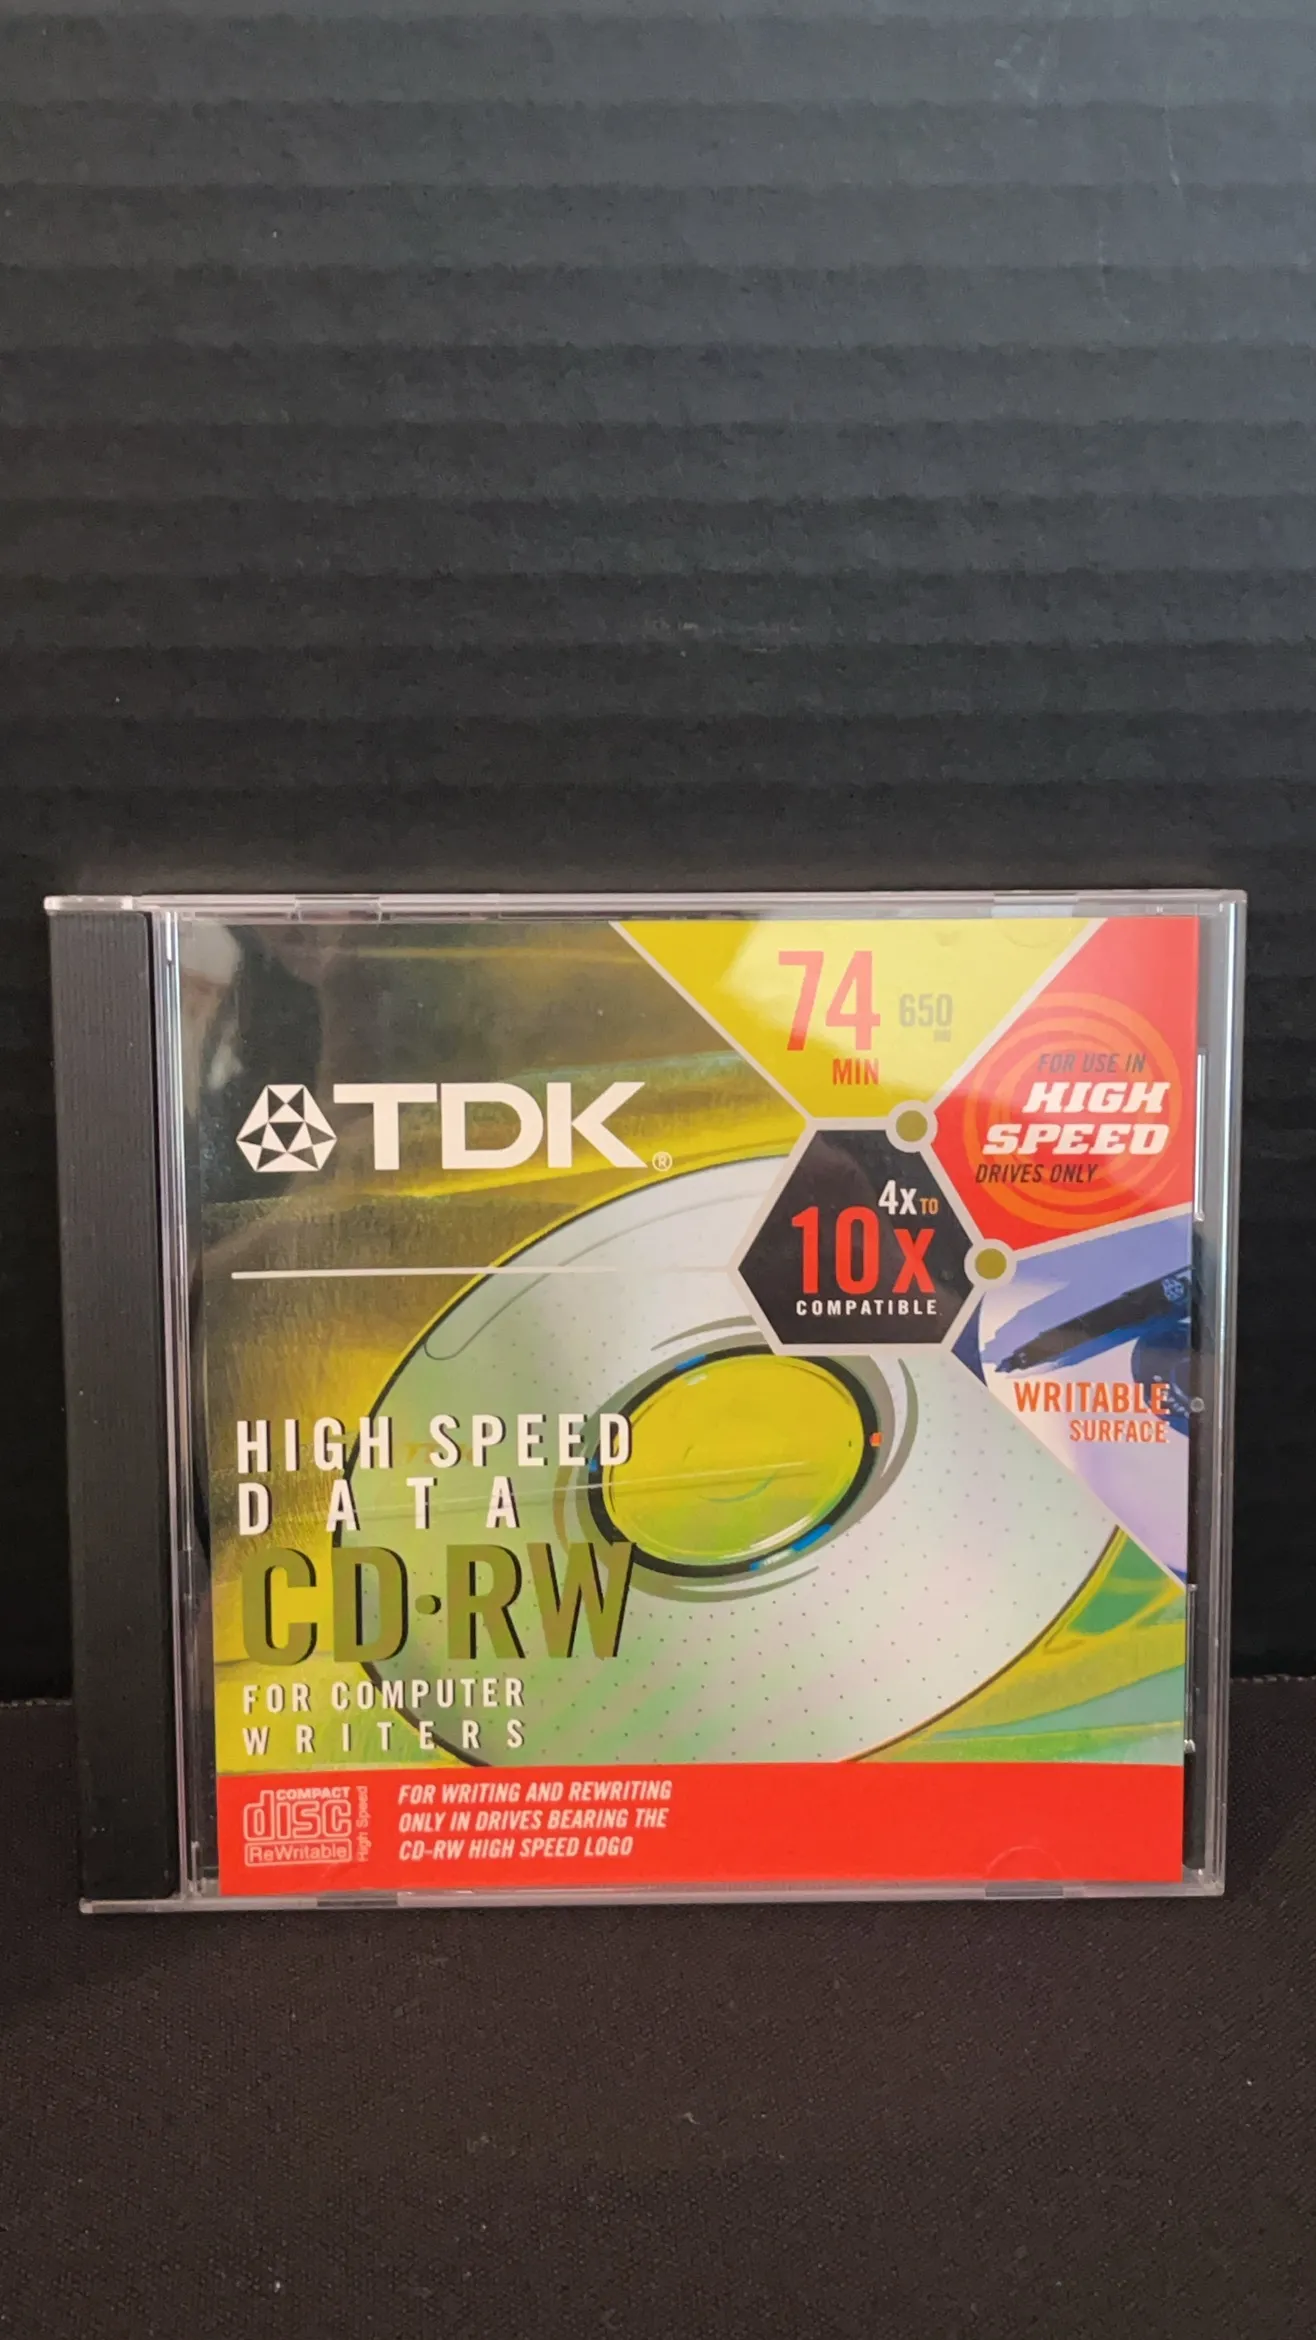 74 650
MIN MB
FOR USE IN
HIGH
SPEED
DRIVES ONLY
TDK®
4X TO
10X
COMPATIBLE
WRITABLE
SURFACE
HIGH SPEED
DATA
CD·RW
FOR COMPUTER
WRITERS
COMPACT
disc
ReWritable
High Speed
FOR WRITING AND REWRITING
ONLY IN DRIVES BEARING THE
CD-RW HIGH SPEED LOGO